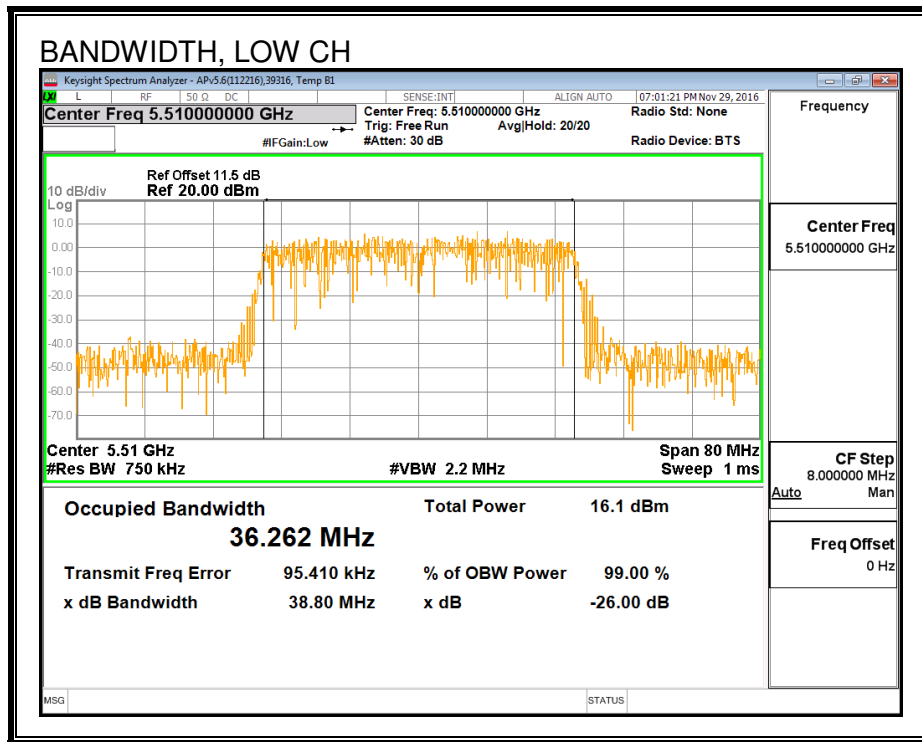 BANDWIDTH, LOW CH
Keysight Spectrum Analyzer - APv5.6(112216),39316, Temp B1
LXI L RF 50 Ω DC SENSE:INT ALIGN AUTO 07:01:21 PM Nov 29, 2016
Center Freq 5.510000000 GHz
Center Freq: 5.510000000 GHz Radio Std: None
Trig: Free Run Avg|Hold: 20/20
#IFGain:Low #Atten: 30 dB Radio Device: BTS
Frequency
Ref Offset 11.5 dB
10 dB/div Ref 20.00 dBm
Log
10.0
0.00
-10.0
-20.0
-30.0
-40.0
-50.0
-60.0
-70.0
Center 5.51 GHz Span 80 MHz
#Res BW 750 kHz #VBW 2.2 MHz Sweep 1 ms
Occupied Bandwidth Total Power 16.1 dBm
36.262 MHz
Transmit Freq Error 95.410 kHz % of OBW Power 99.00 %
x dB Bandwidth 38.80 MHz x dB -26.00 dB
Center Freq
5.510000000 GHz
CF Step
8.000000 MHz
Auto Man
Freq Offset
0 Hz
MSG STATUS